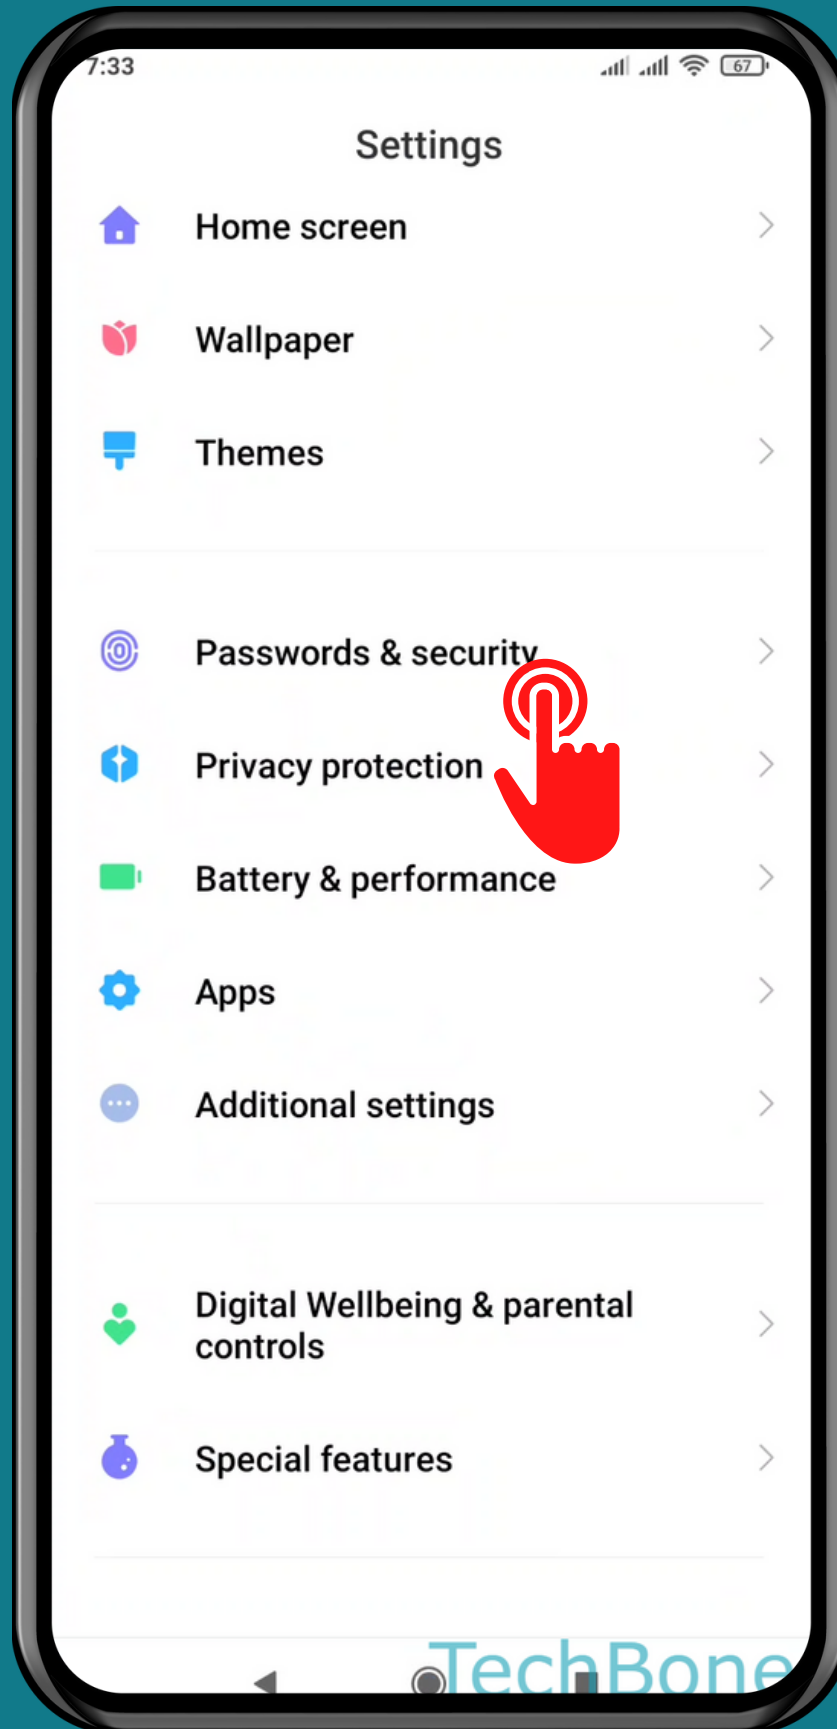 7:33
67
Settings
Home screen
Wallpaper
Themes
Passwords & security
Privacy protection
Battery & performance
Apps
Additional settings
Digital Wellbeing & parental
controls
Special features
TechBone